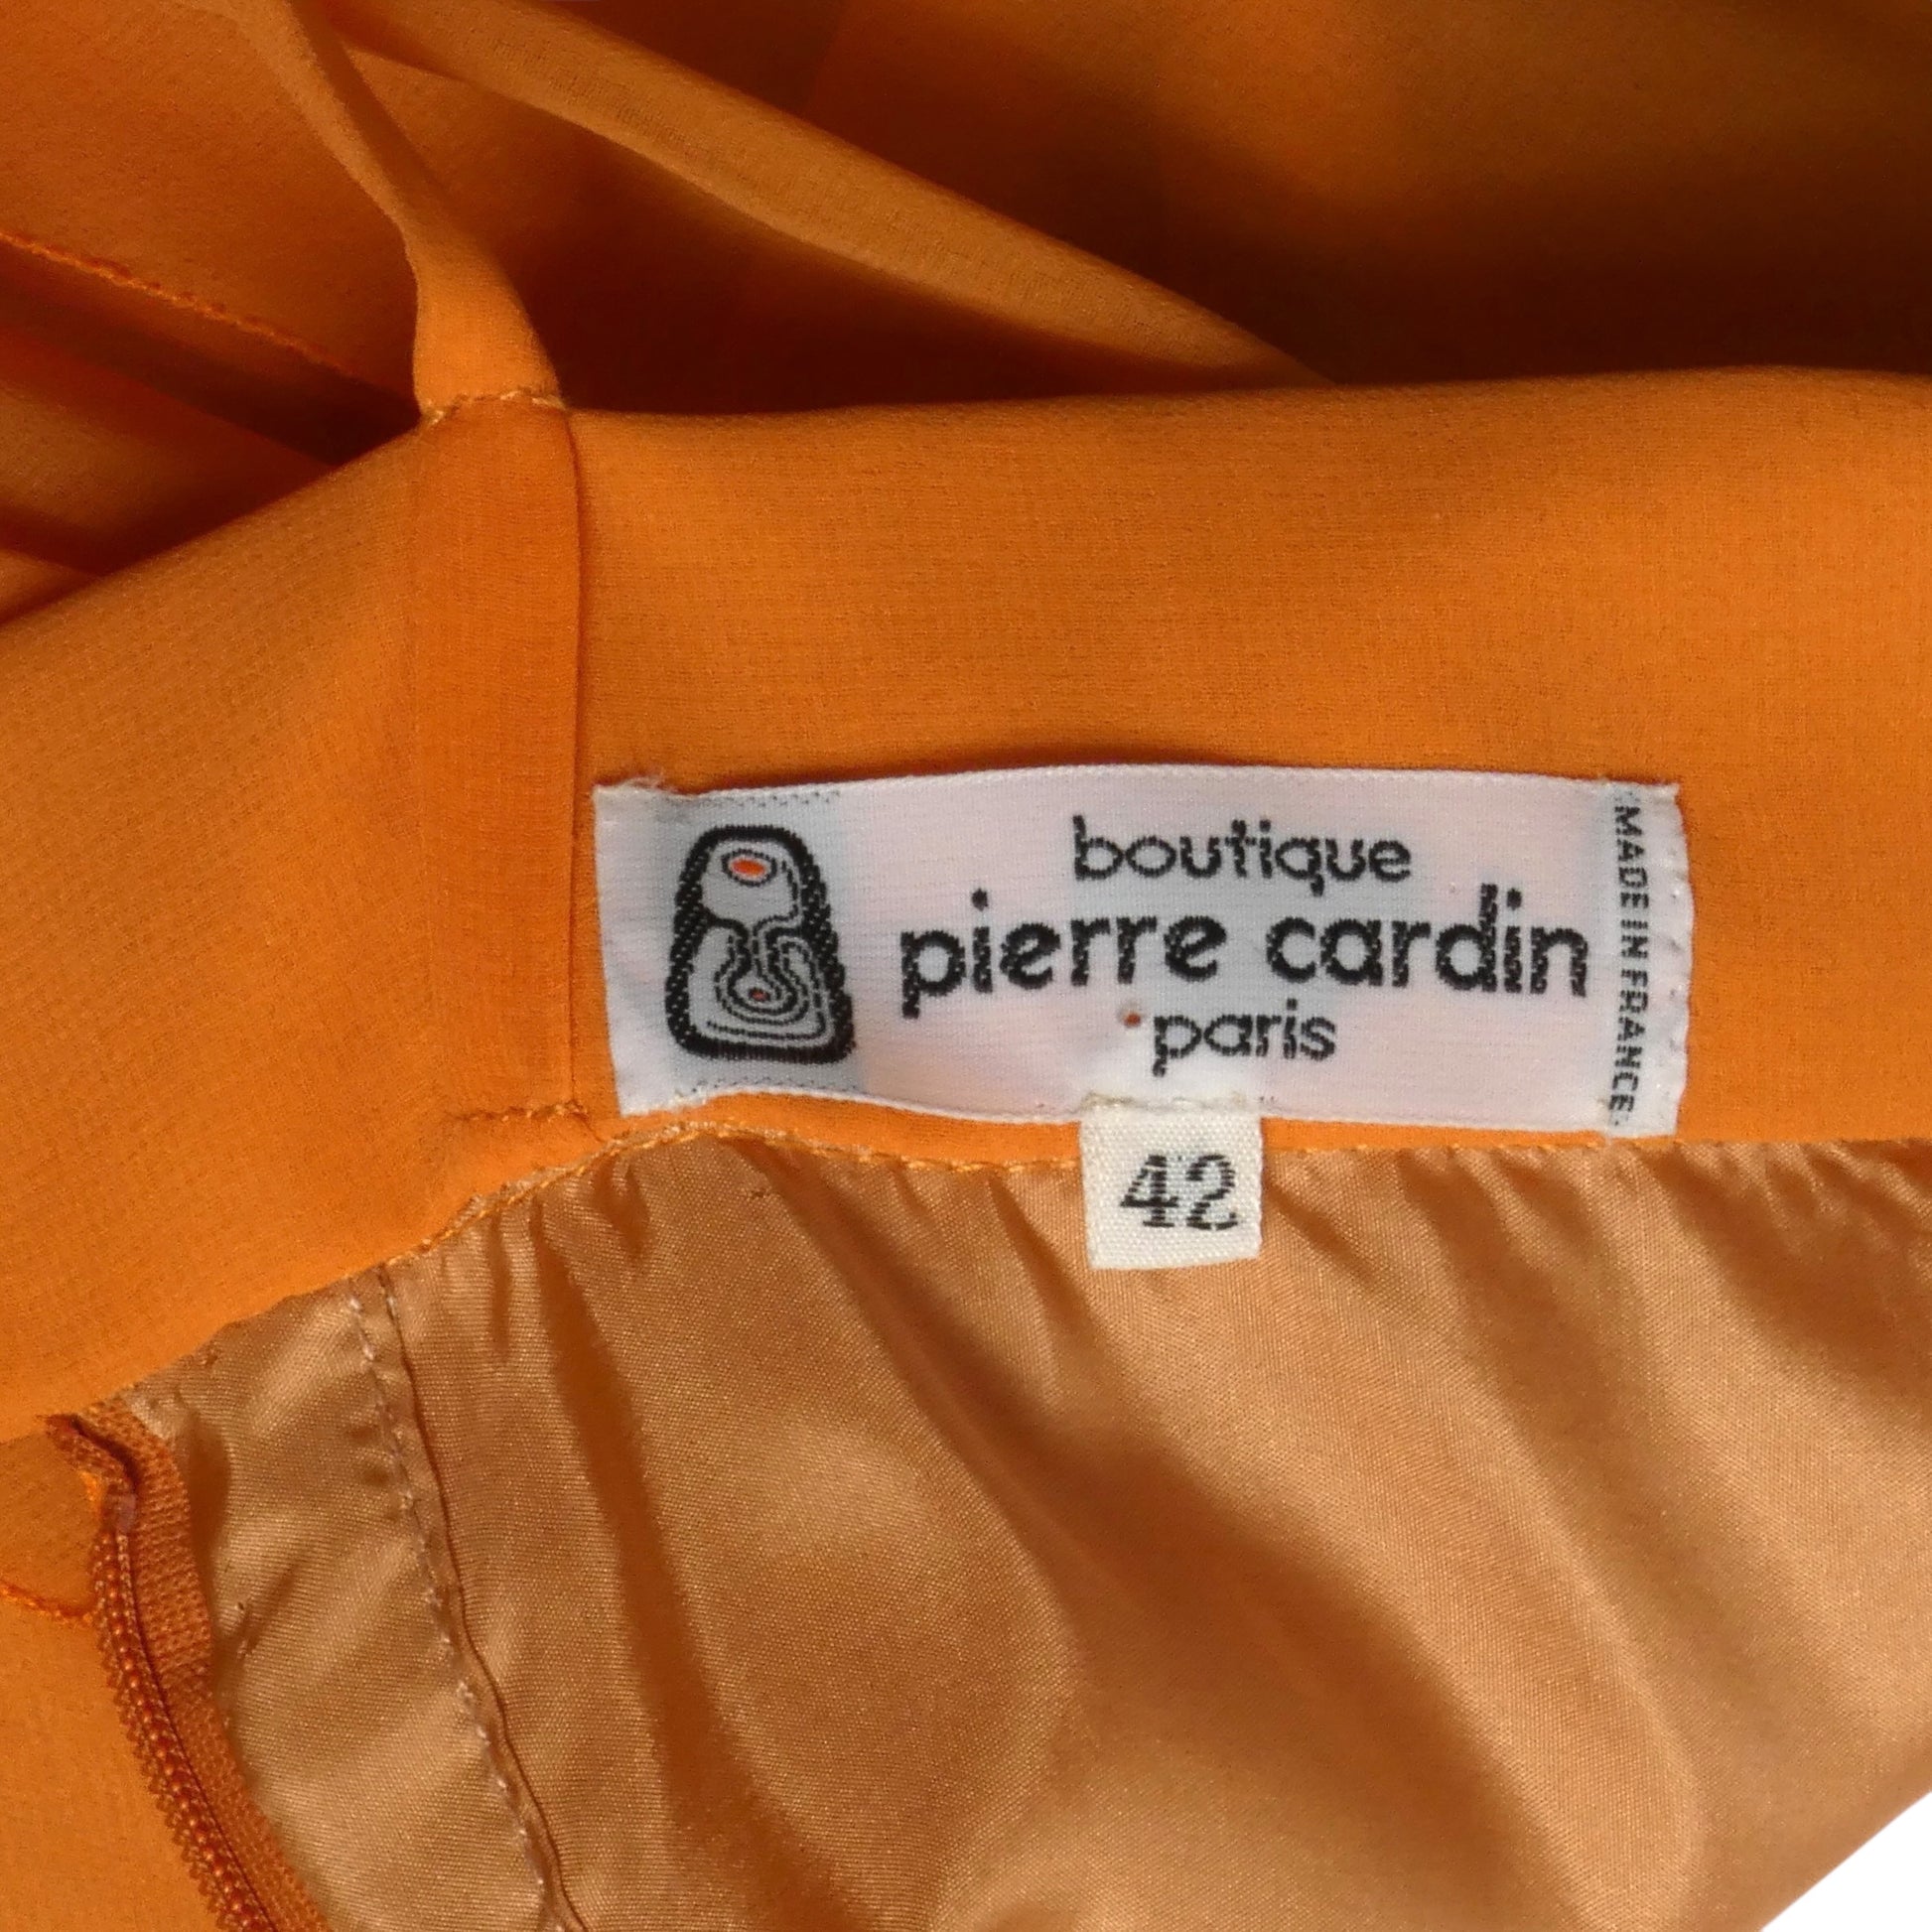 boutique
pierre cardin
paris
MADE IN FRANCE.
42